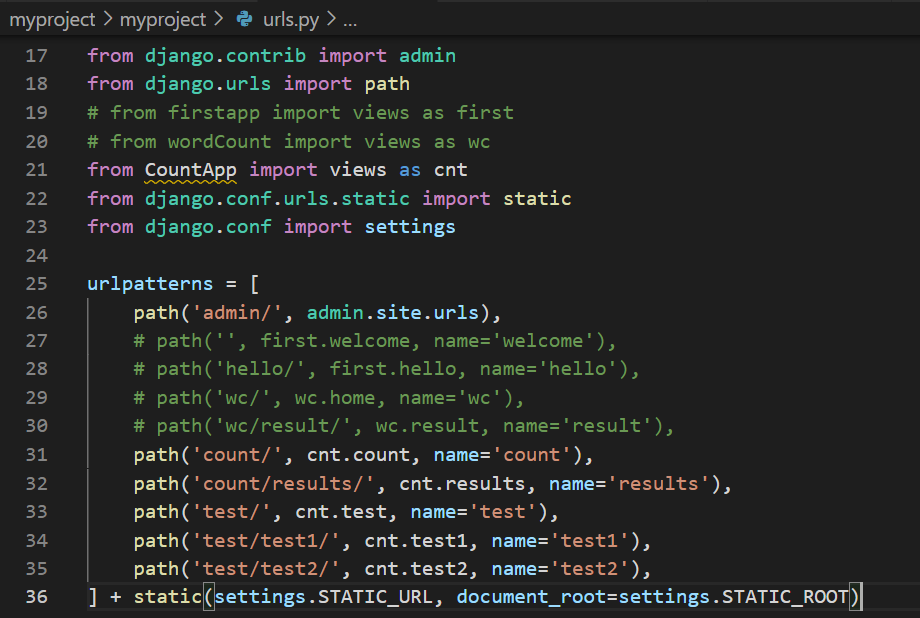 myproject > myproject > urls.py > ...
17 from django.contrib import admin
18 from django.urls import path
19 # from firstapp import views as first
20 # from wordCount import views as wc
21 from CountApp import views as cnt
22 from django.conf.urls.static import static
23 from django.conf import settings
24
25 urlpatterns = [
26     path('admin/', admin.site.urls),
27     # path('', first.welcome, name='welcome'),
28     # path('hello/', first.hello, name='hello'),
29     # path('wc/', wc.home, name='wc'),
30     # path('wc/result/', wc.result, name='result'),
31     path('count/', cnt.count, name='count'),
32     path('count/results/', cnt.results, name='results'),
33     path('test/', cnt.test, name='test'),
34     path('test/test1/', cnt.test1, name='test1'),
35     path('test/test2/', cnt.test2, name='test2'),
36 ] + static(settings.STATIC_URL, document_root=settings.STATIC_ROOT)